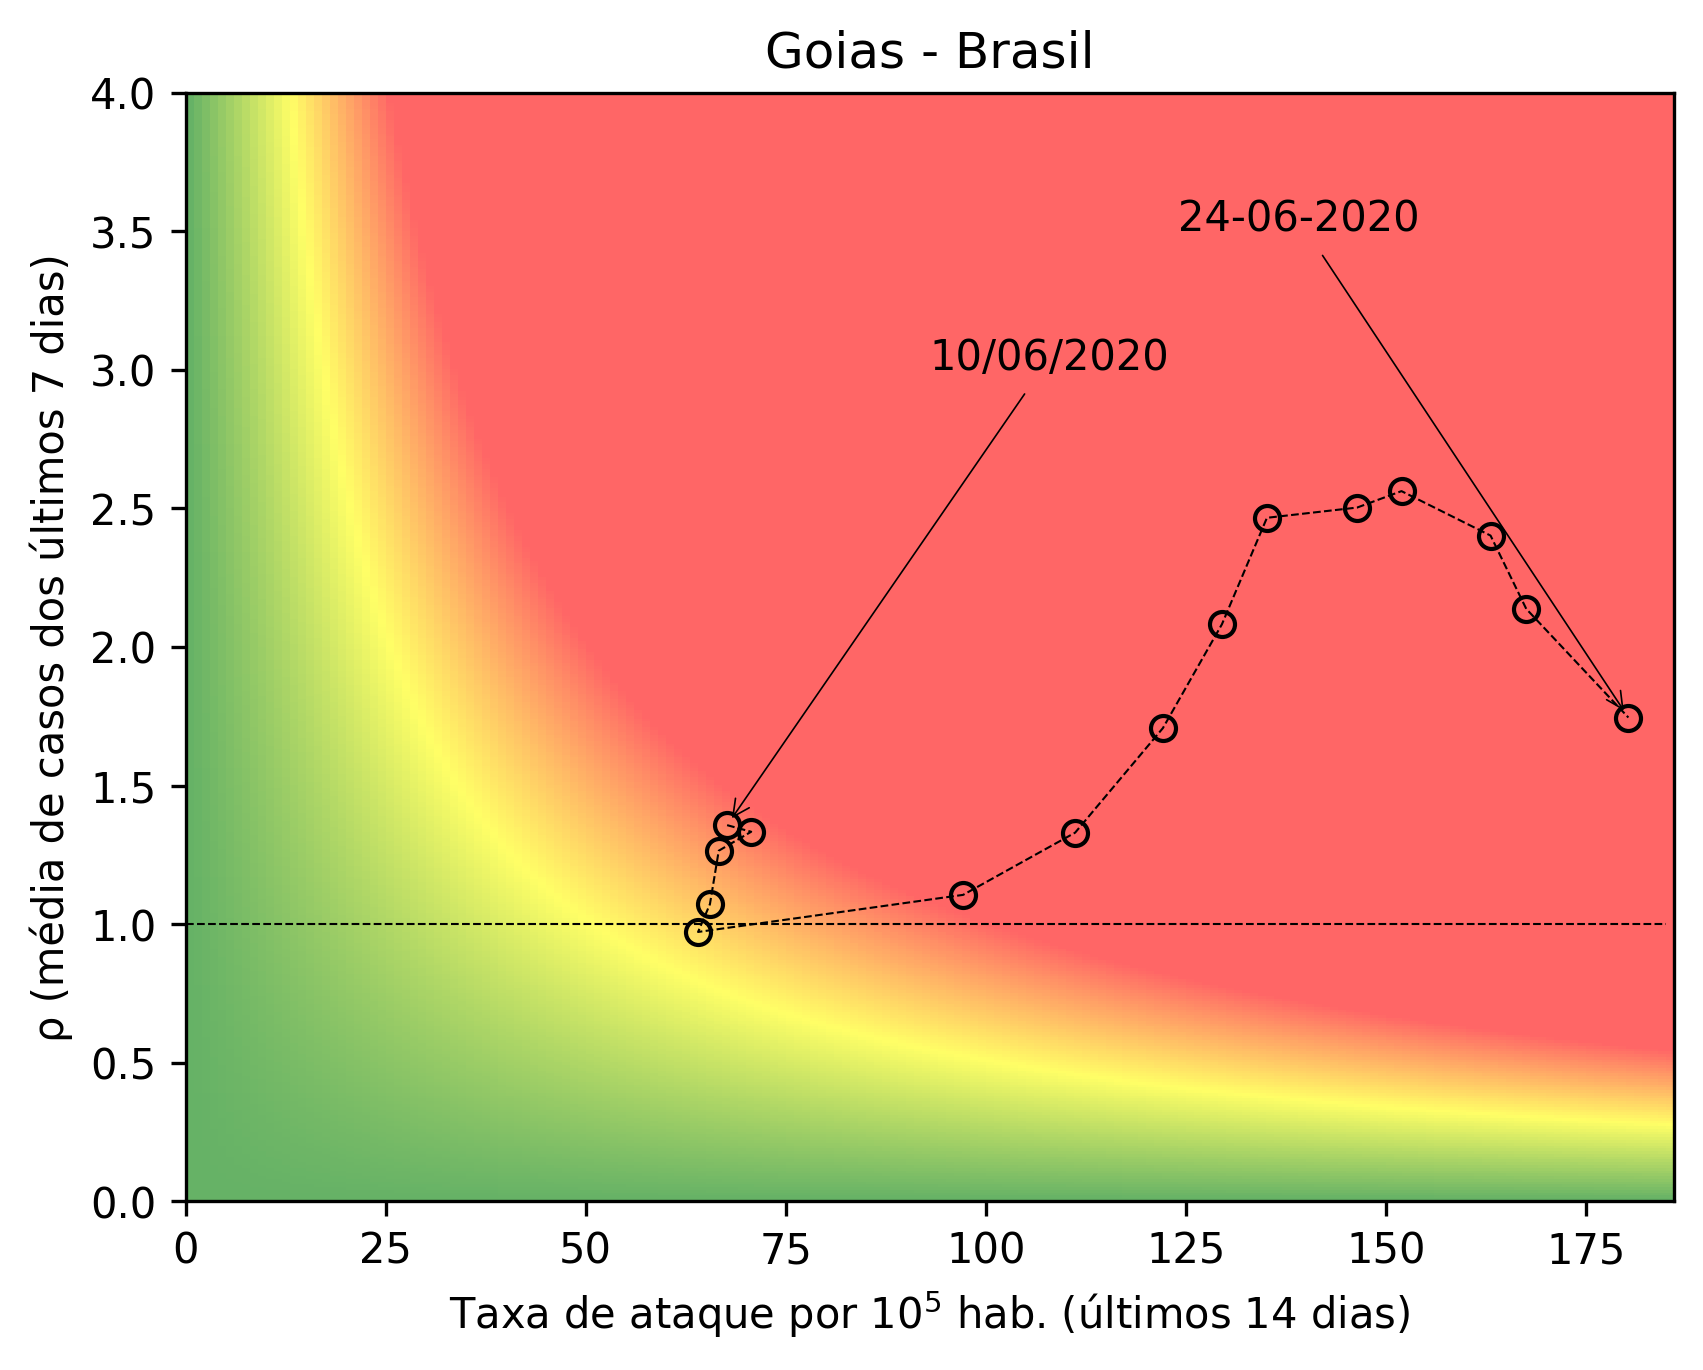 Goias - Brasil
4.0
3.5
3.0
2.5
2.0
1.5
1.0
0.5
0.0
ρ (média de casos dos últimos 7 dias)
24-06-2020
10/06/2020
0 25 50 75 100 125 150 175
Taxa de ataque por 10⁵ hab. (últimos 14 dias)